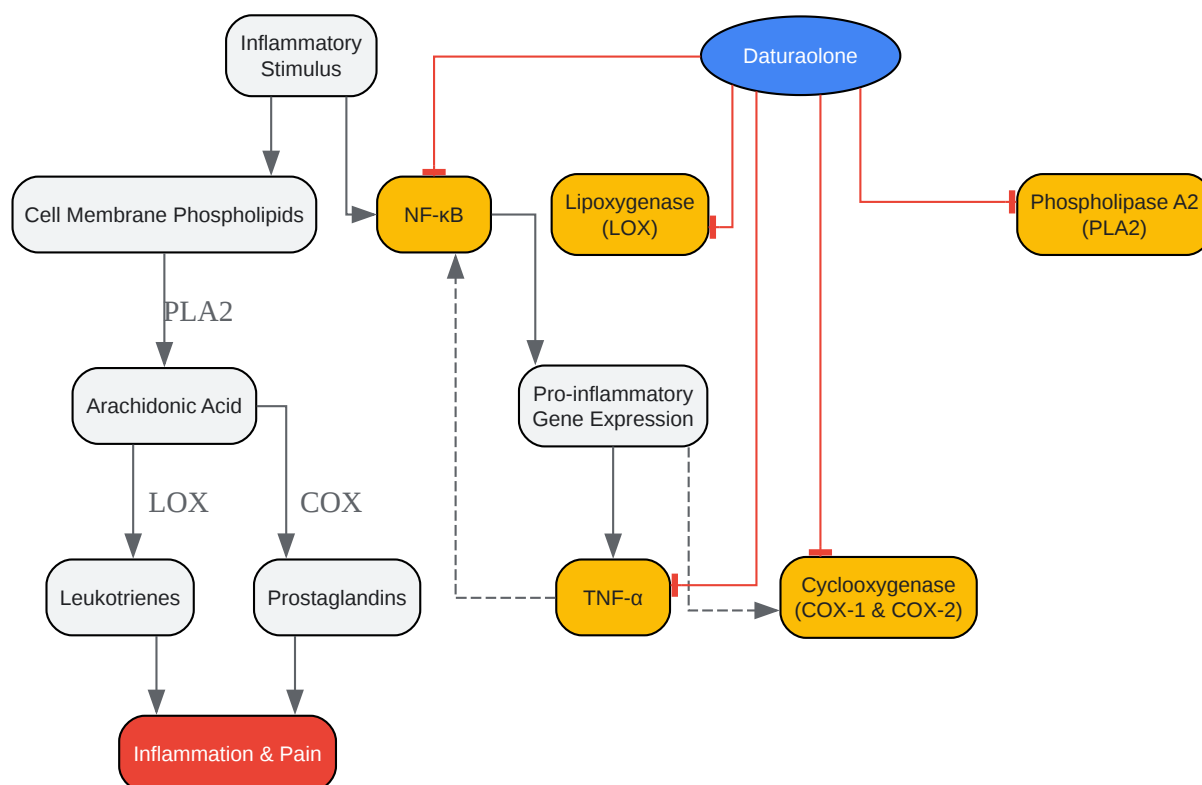 Inflammatory
Stimulus
Daturaolone
Cell Membrane Phospholipids
NF-κB
Lipoxygenase
(LOX)
Phospholipase A2
(PLA2)
PLA2
Arachidonic Acid
Pro-inflammatory
Gene Expression
LOX
COX
Leukotrienes
Prostaglandins
TNF-α
Cyclooxygenase
(COX-1 & COX-2)
Inflammation & Pain